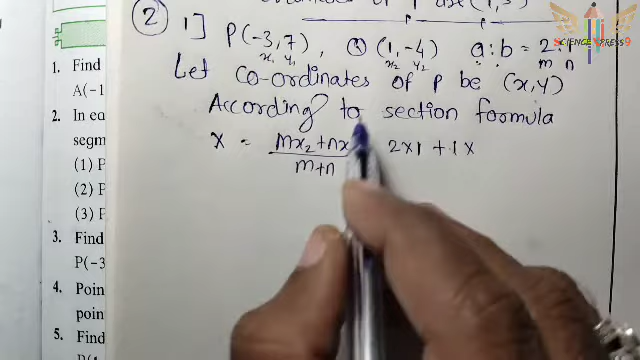 (2) 1] P(-3,7), Q (1,-4) a:b = 2:1
x₁ y₁ x₂ y₂ m n
Let co-ordinates of P be (x,y)
According to section formula
x = mx₂+nx 2×1 + 1×
m+n
SCIENCE XPRESS9
1. Find
A(-1
2. In ea
segm
(1) P
(2) P
(3) P
3. Find
P(-3
4. Poin
poin
5. Find